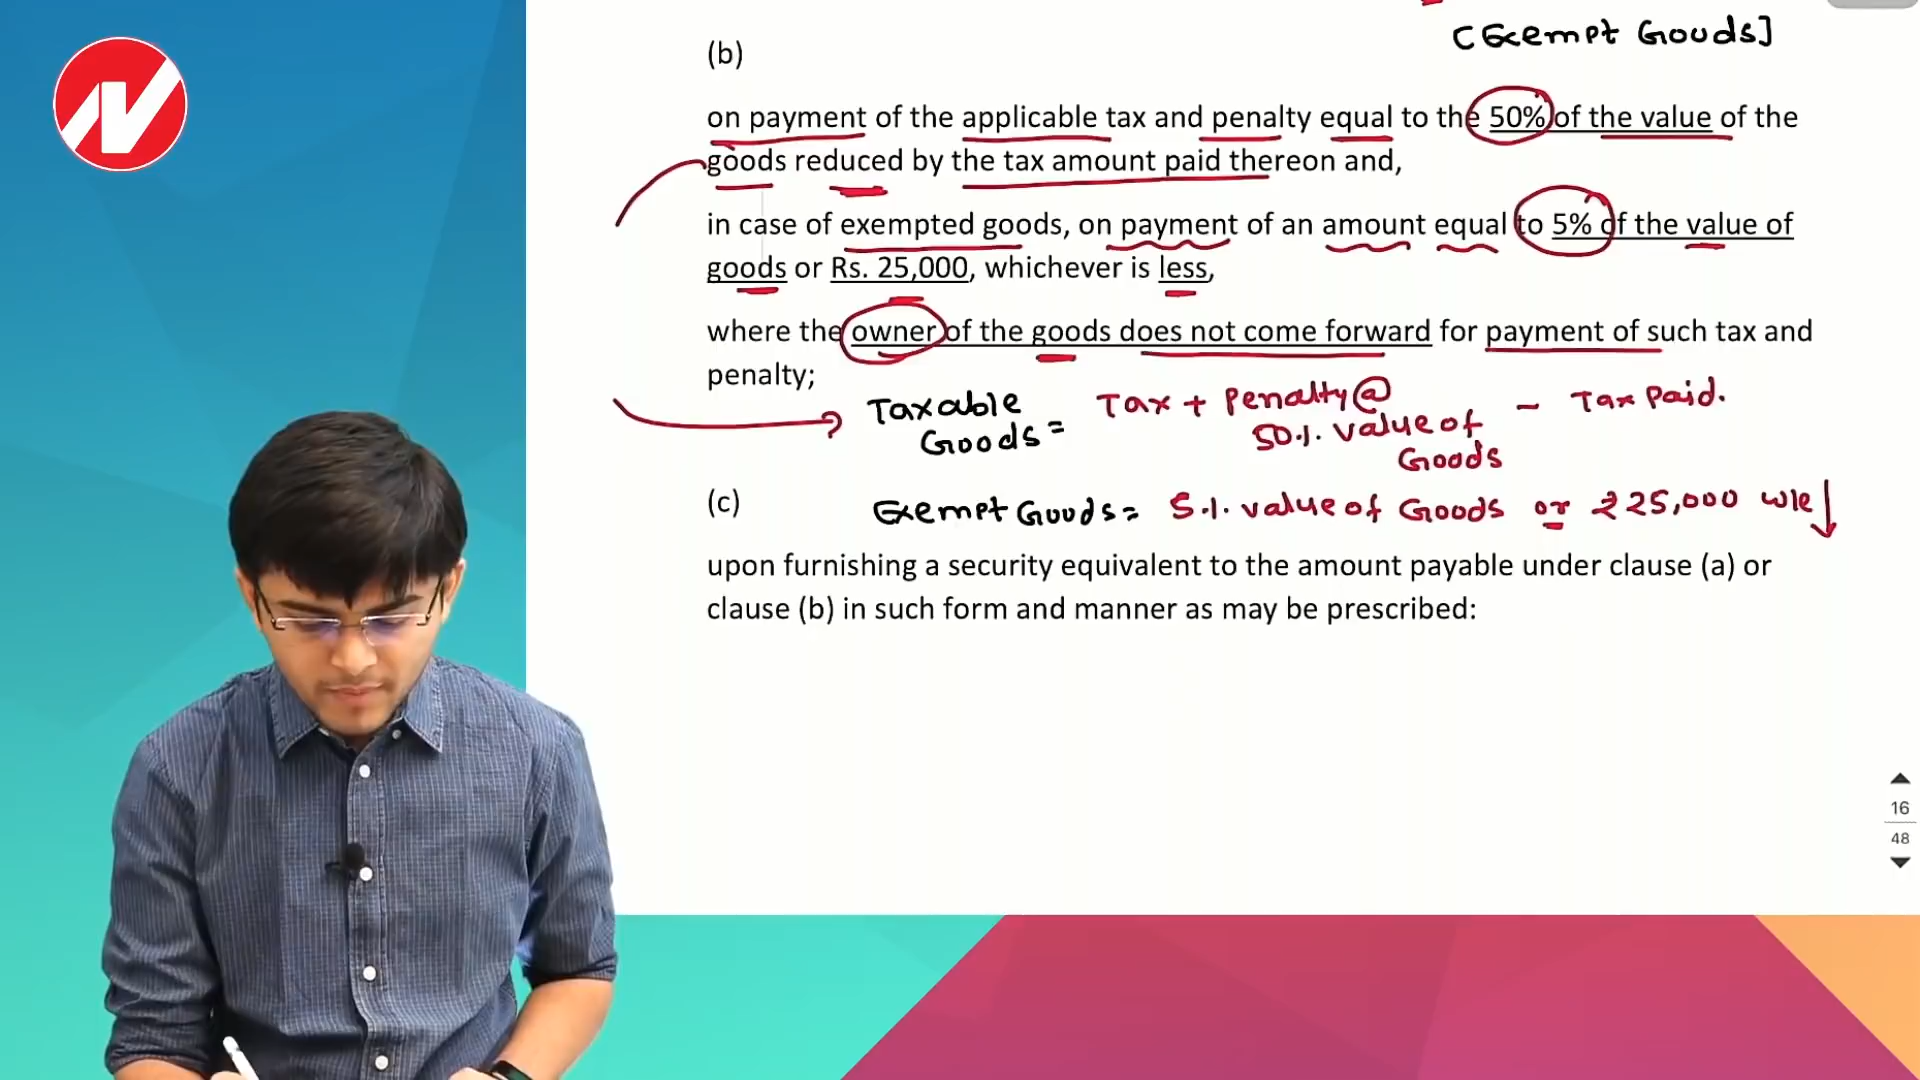 (Exempt Goods]
(b)
on payment of the applicable tax and penalty equal to the 50% of the value of the
goods reduced by the tax amount paid thereon and,
in case of exempted goods, on payment of an amount equal to 5% of the value of
goods or Rs. 25,000, whichever is less,
where the owner of the goods does not come forward for payment of such tax and
penalty;
Taxable Goods = Tax + Penalty @ 50% value of Goods - Tax Paid.
(c)
Exempt Goods = 5% value of Goods or ₹25,000 w/e ↓
upon furnishing a security equivalent to the amount payable under clause (a) or
clause (b) in such form and manner as may be prescribed:
16
48